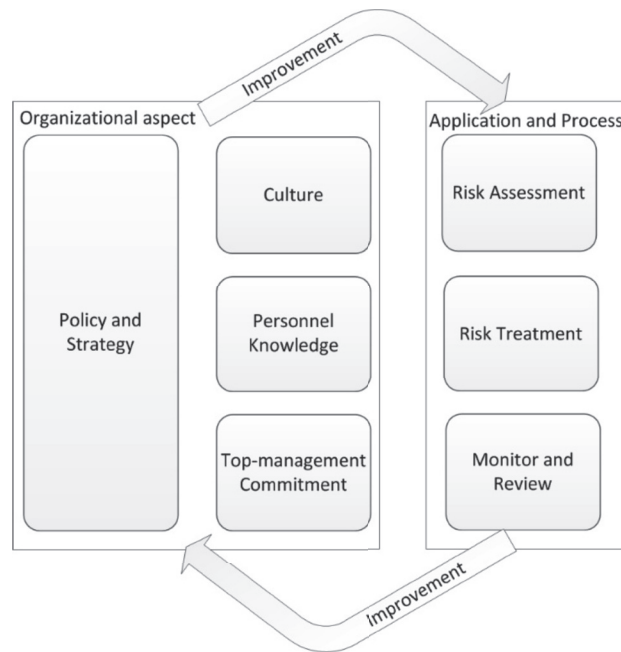 Improvement
Organizational aspect
Application and Process
Policy and
Strategy
Culture
Personnel
Knowledge
Top-management
Commitment
Risk Assessment
Risk Treatment
Monitor and
Review
Improvement